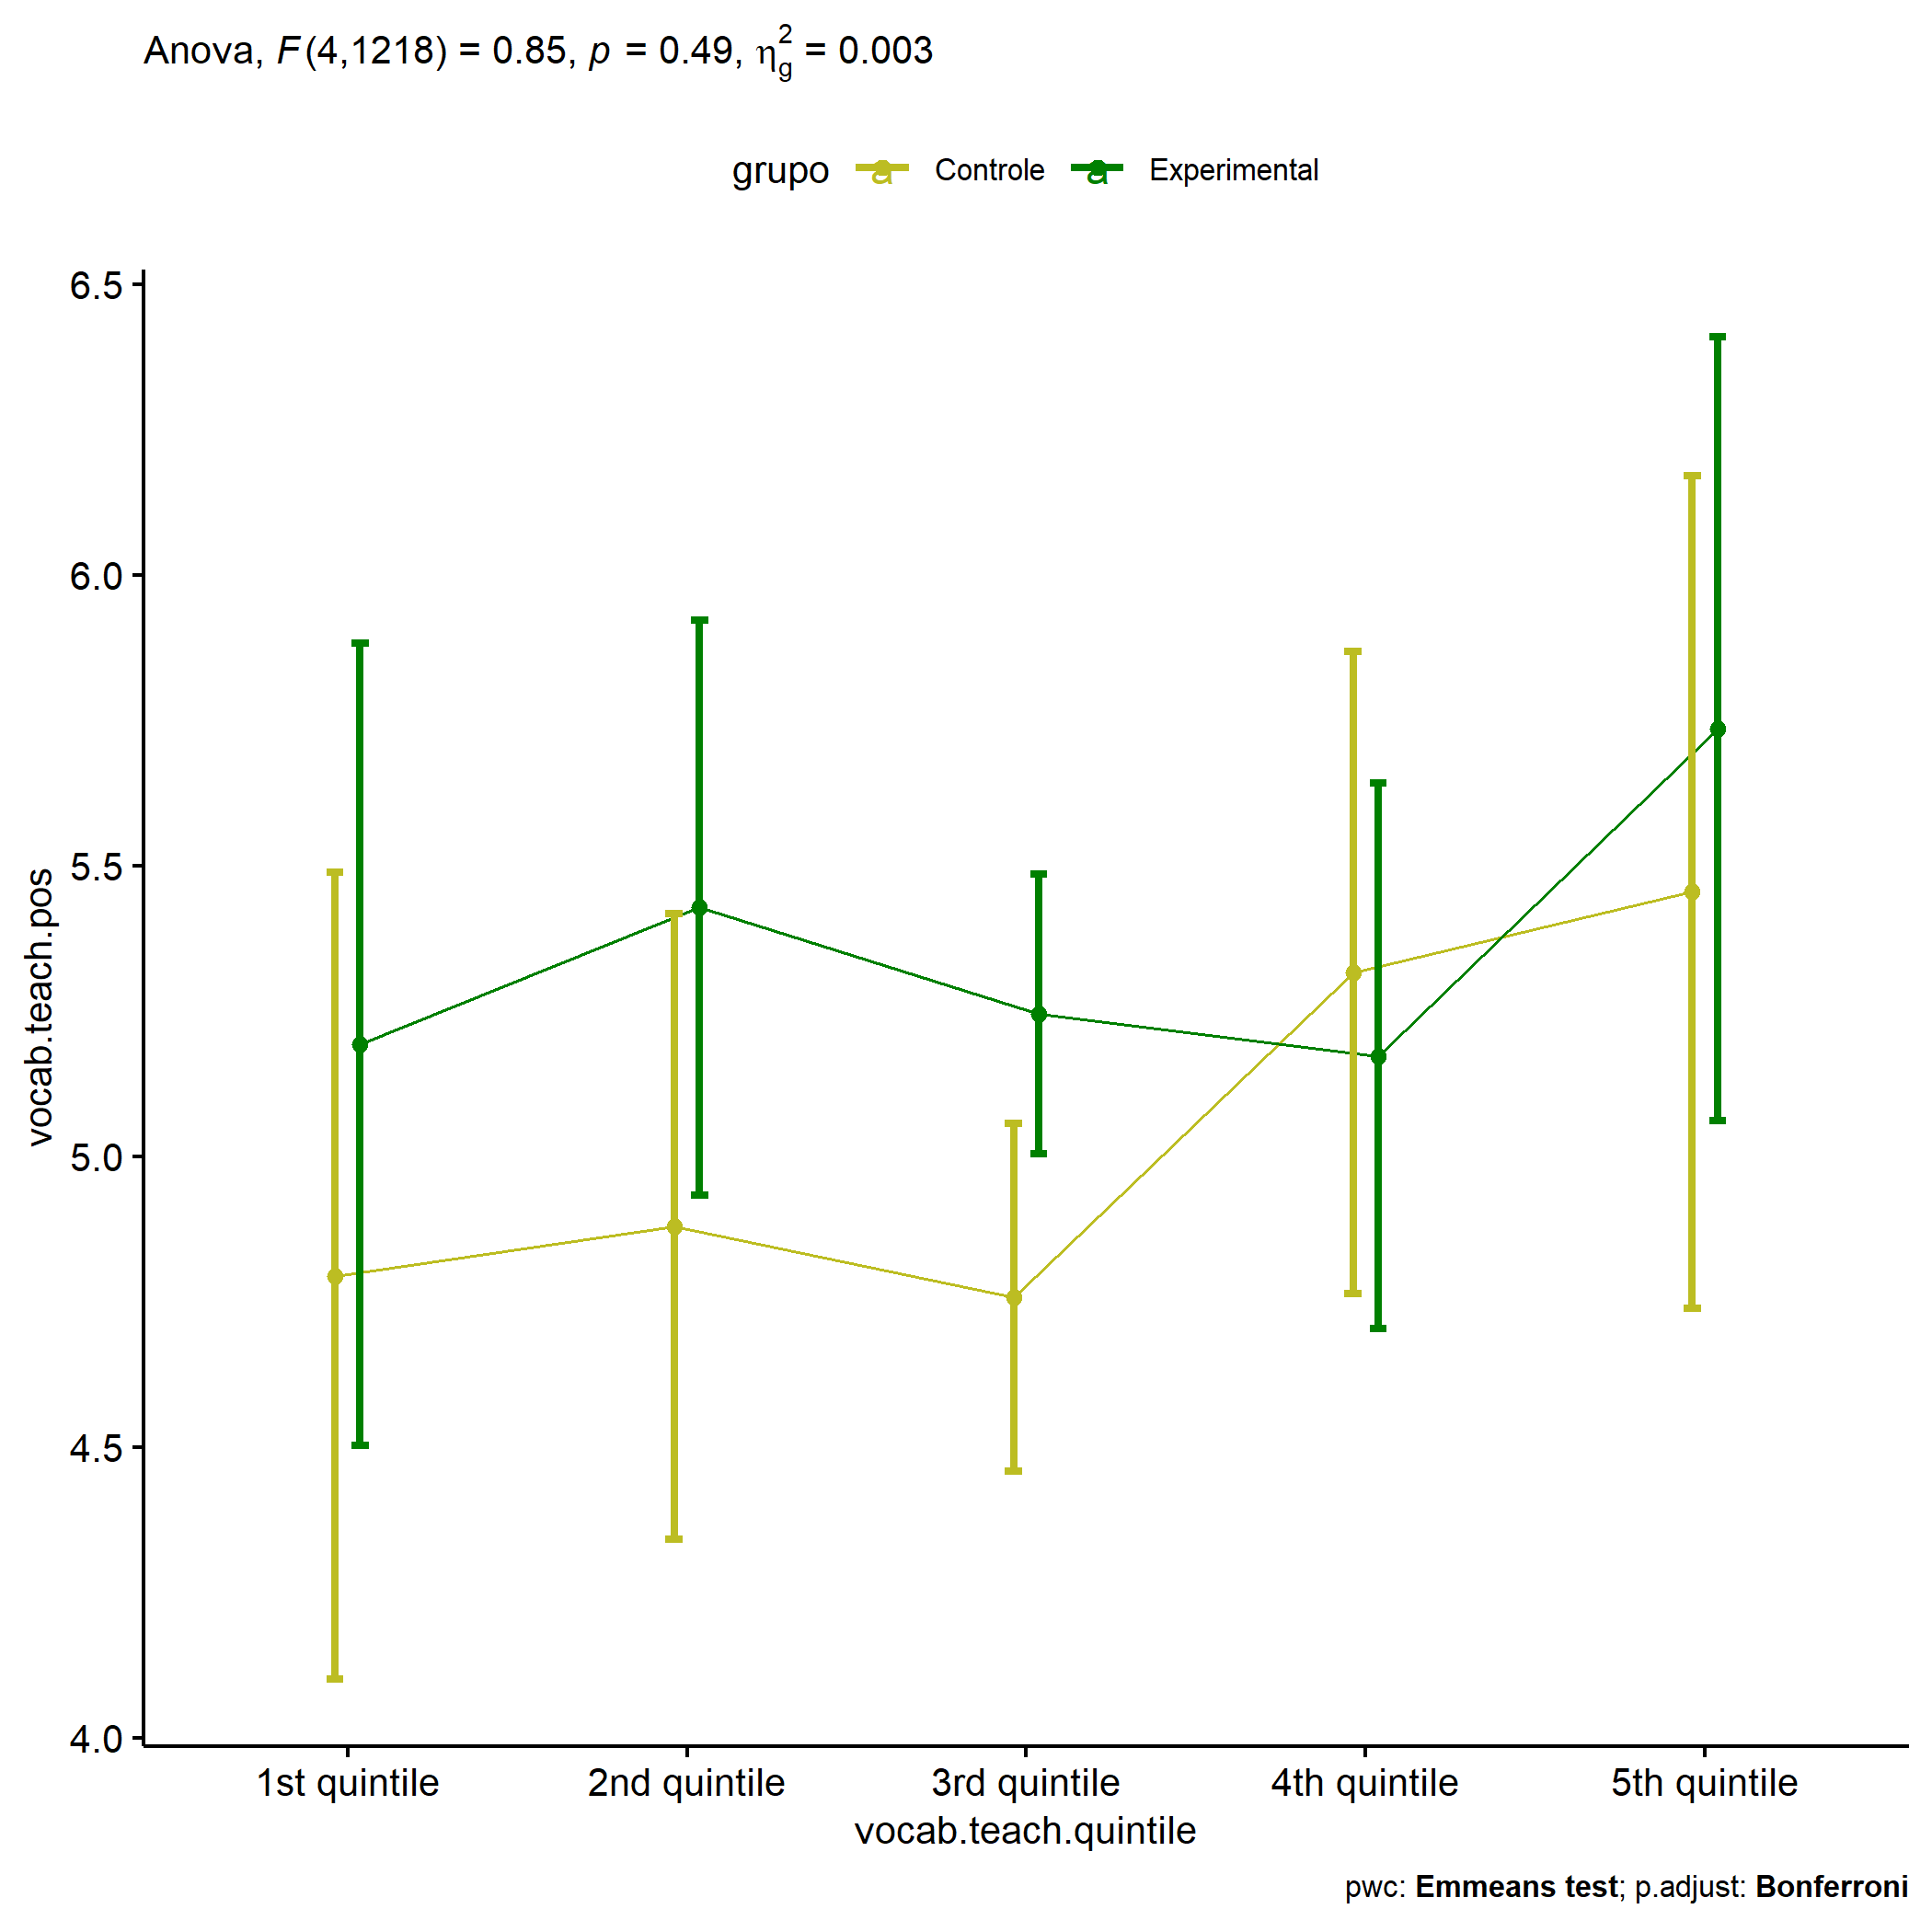 Anova, F(4,1218) = 0.85, p = 0.49, η²g = 0.003
grupo a Controle a Experimental
6.5
6.0
5.5
5.0
4.5
4.0
vocab.teach.pos
1st quintile 2nd quintile 3rd quintile 4th quintile 5th quintile
vocab.teach.quintile
pwc: Emmeans test; p.adjust: Bonferroni